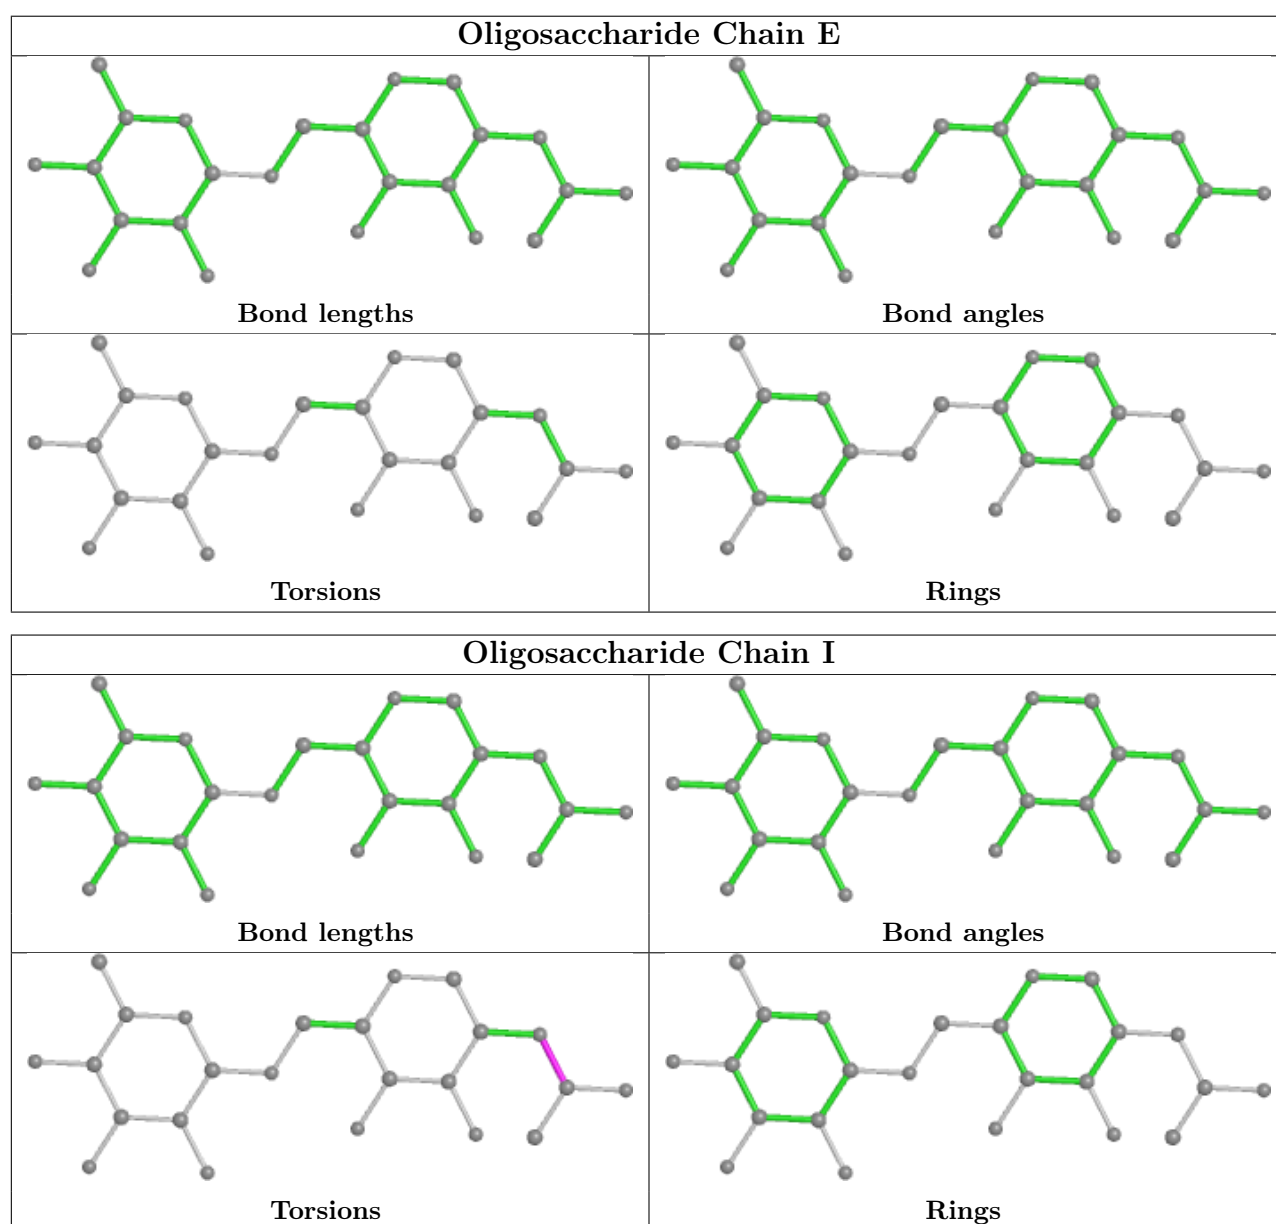 Oligosaccharide Chain E
Bond lengths
Bond angles
Torsions
Rings
Oligosaccharide Chain I
Bond lengths
Bond angles
Torsions
Rings